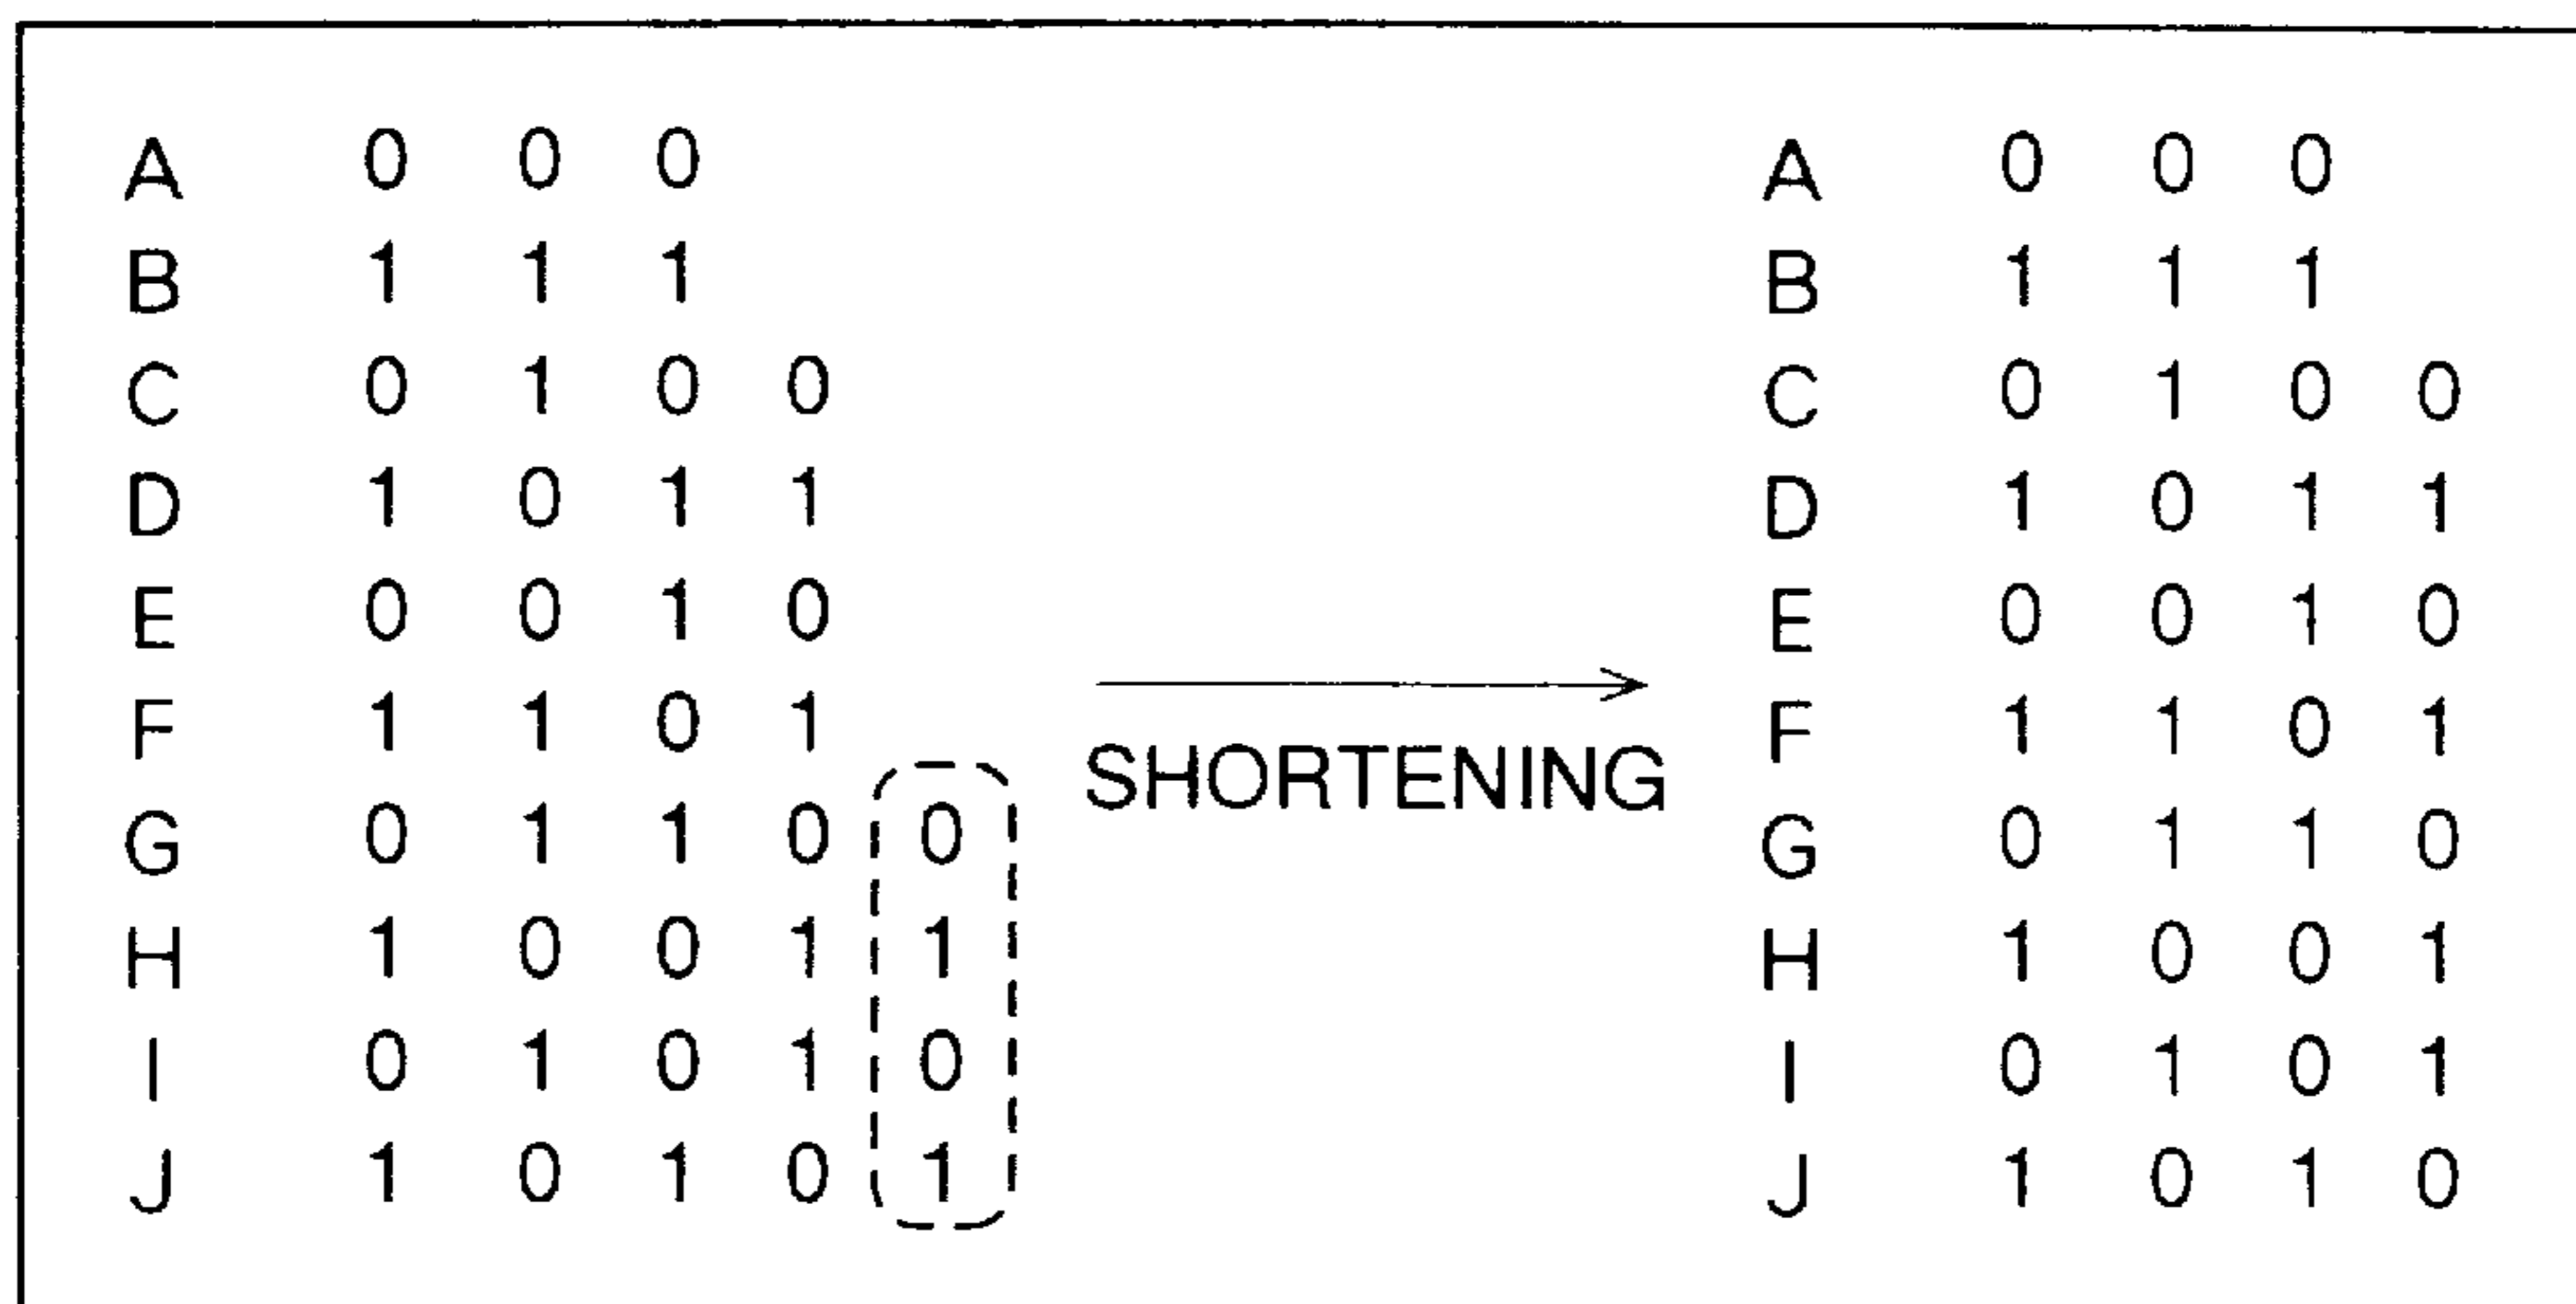 A 0 0 0
B 1 1 1
C 0 1 0 0
D 1 0 1 1
E 0 0 1 0
F 1 1 0 1
G 0 1 1 0 0
H 1 0 0 1 1
I 0 1 0 1 0
J 1 0 1 0 1
SHORTENING
A 0 0 0
B 1 1 1
C 0 1 0 0
D 1 0 1 1
E 0 0 1 0
F 1 1 0 1
G 0 1 1 0
H 1 0 0 1
I 0 1 0 1
J 1 0 1 0